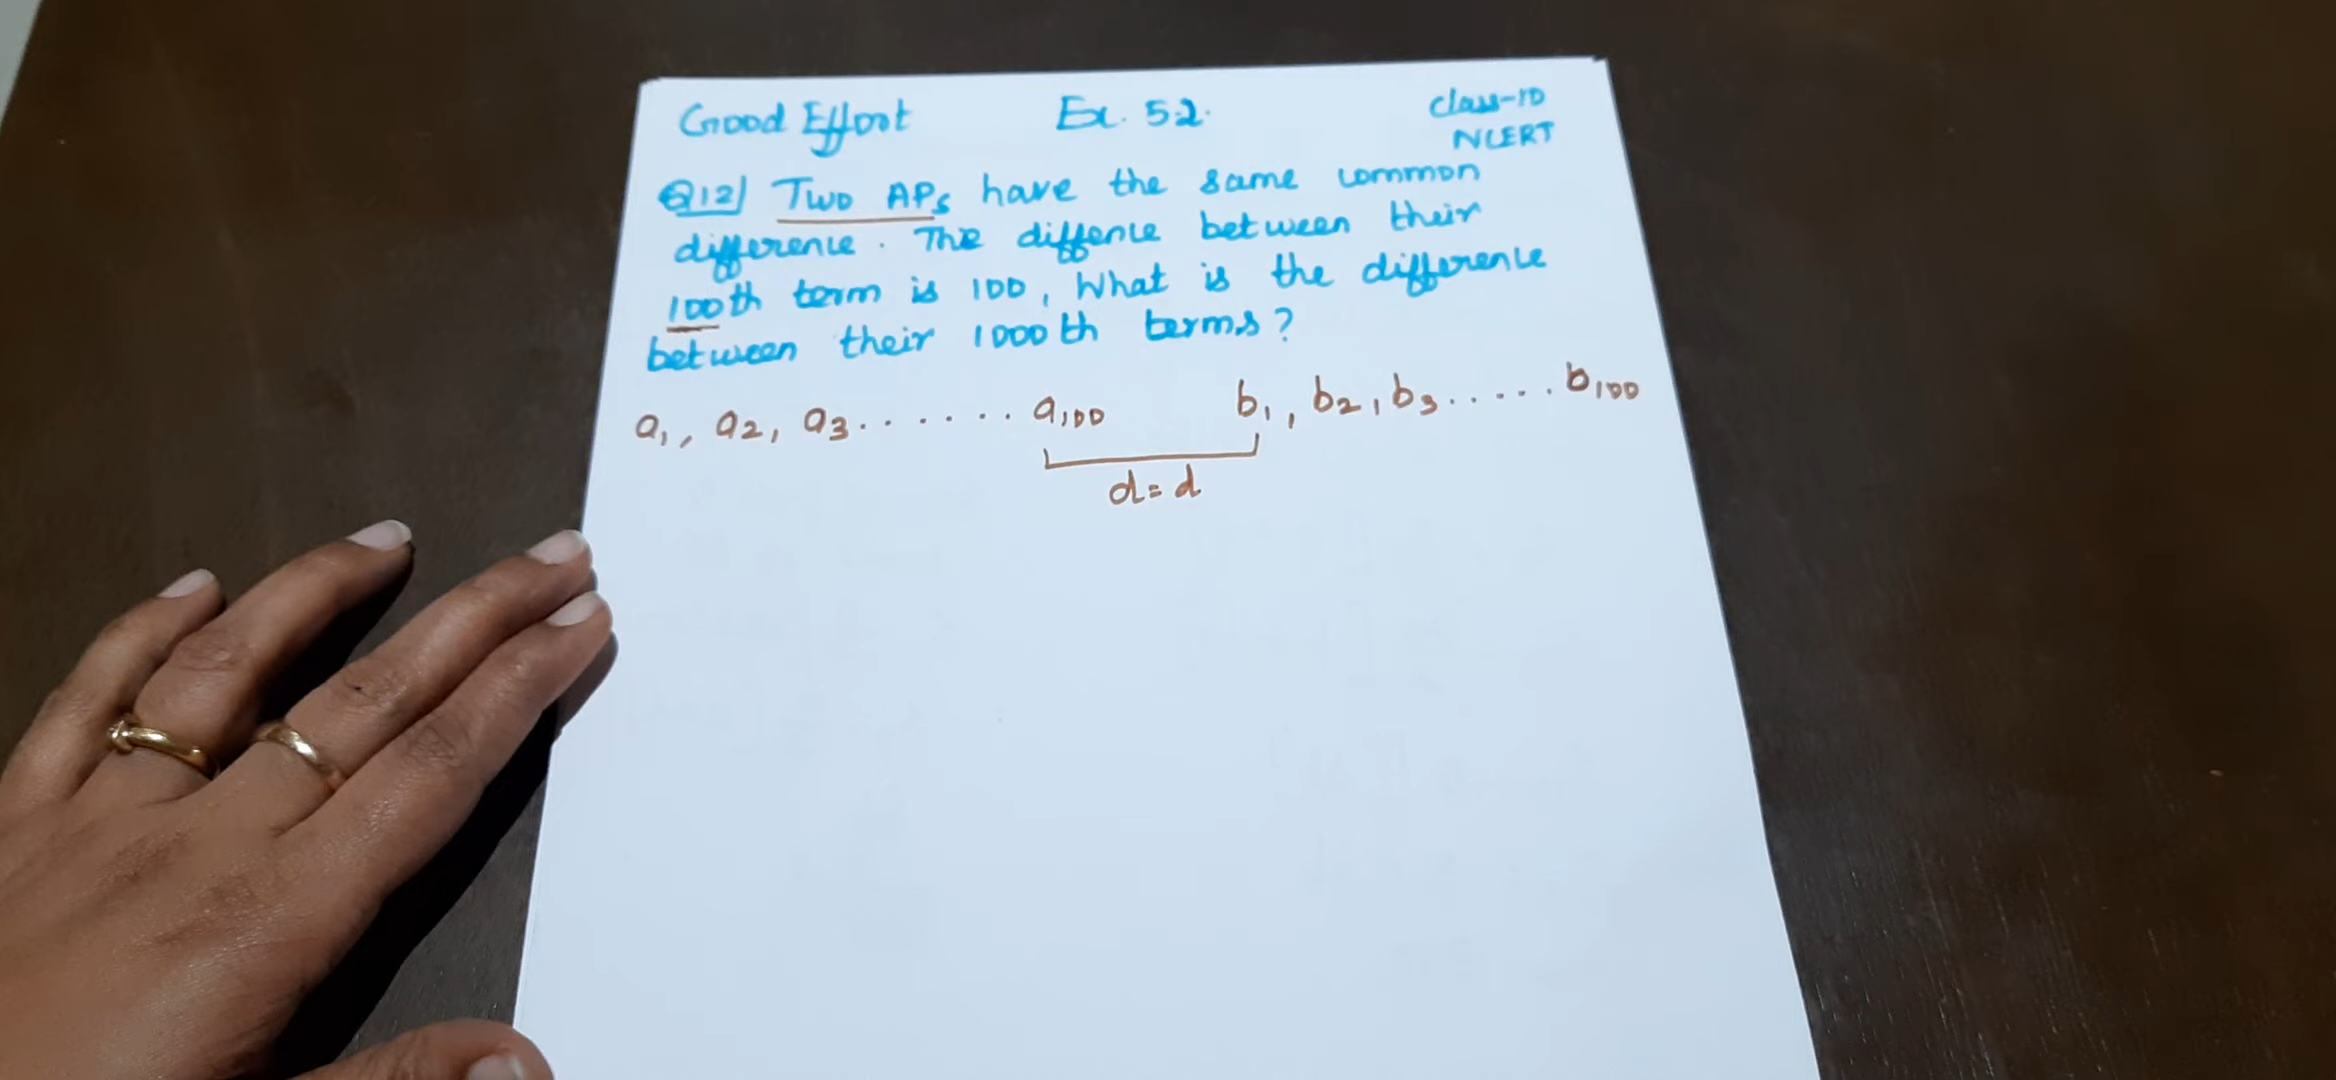 Good Effort Ex. 5.2. Class-10
NCERT
Q12) Two APs have the same common
difference. The diffence between their
100th term is 100, What is the difference
between their 1000th terms?
a₁, a₂, a₃....... a₁₀₀ b₁, b₂, b₃..... b₁₀₀
d = d